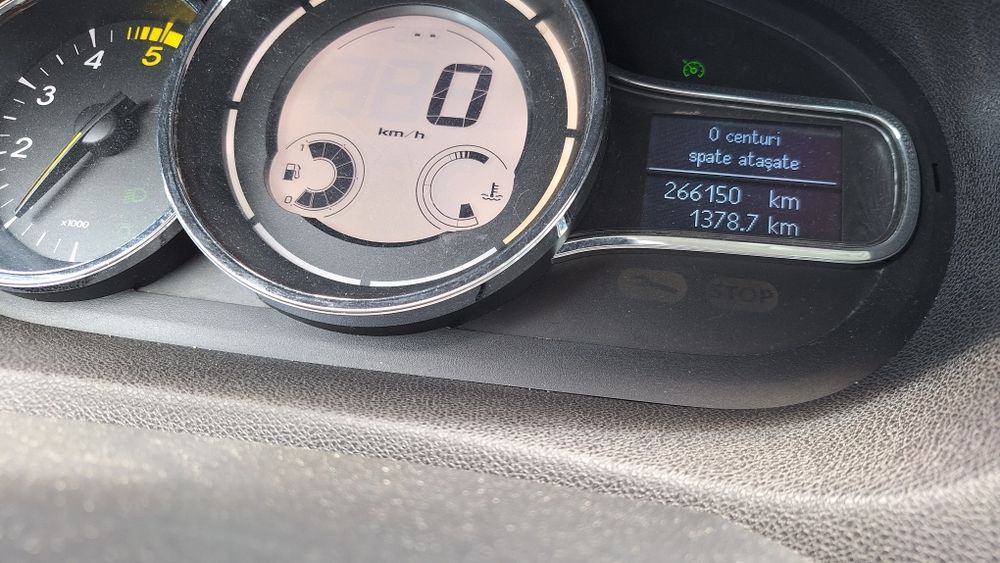 2
3
4
5
x1000
0
km/h
1
0
0 centuri
spate atașate
266150 km
1378.7 km
STOP